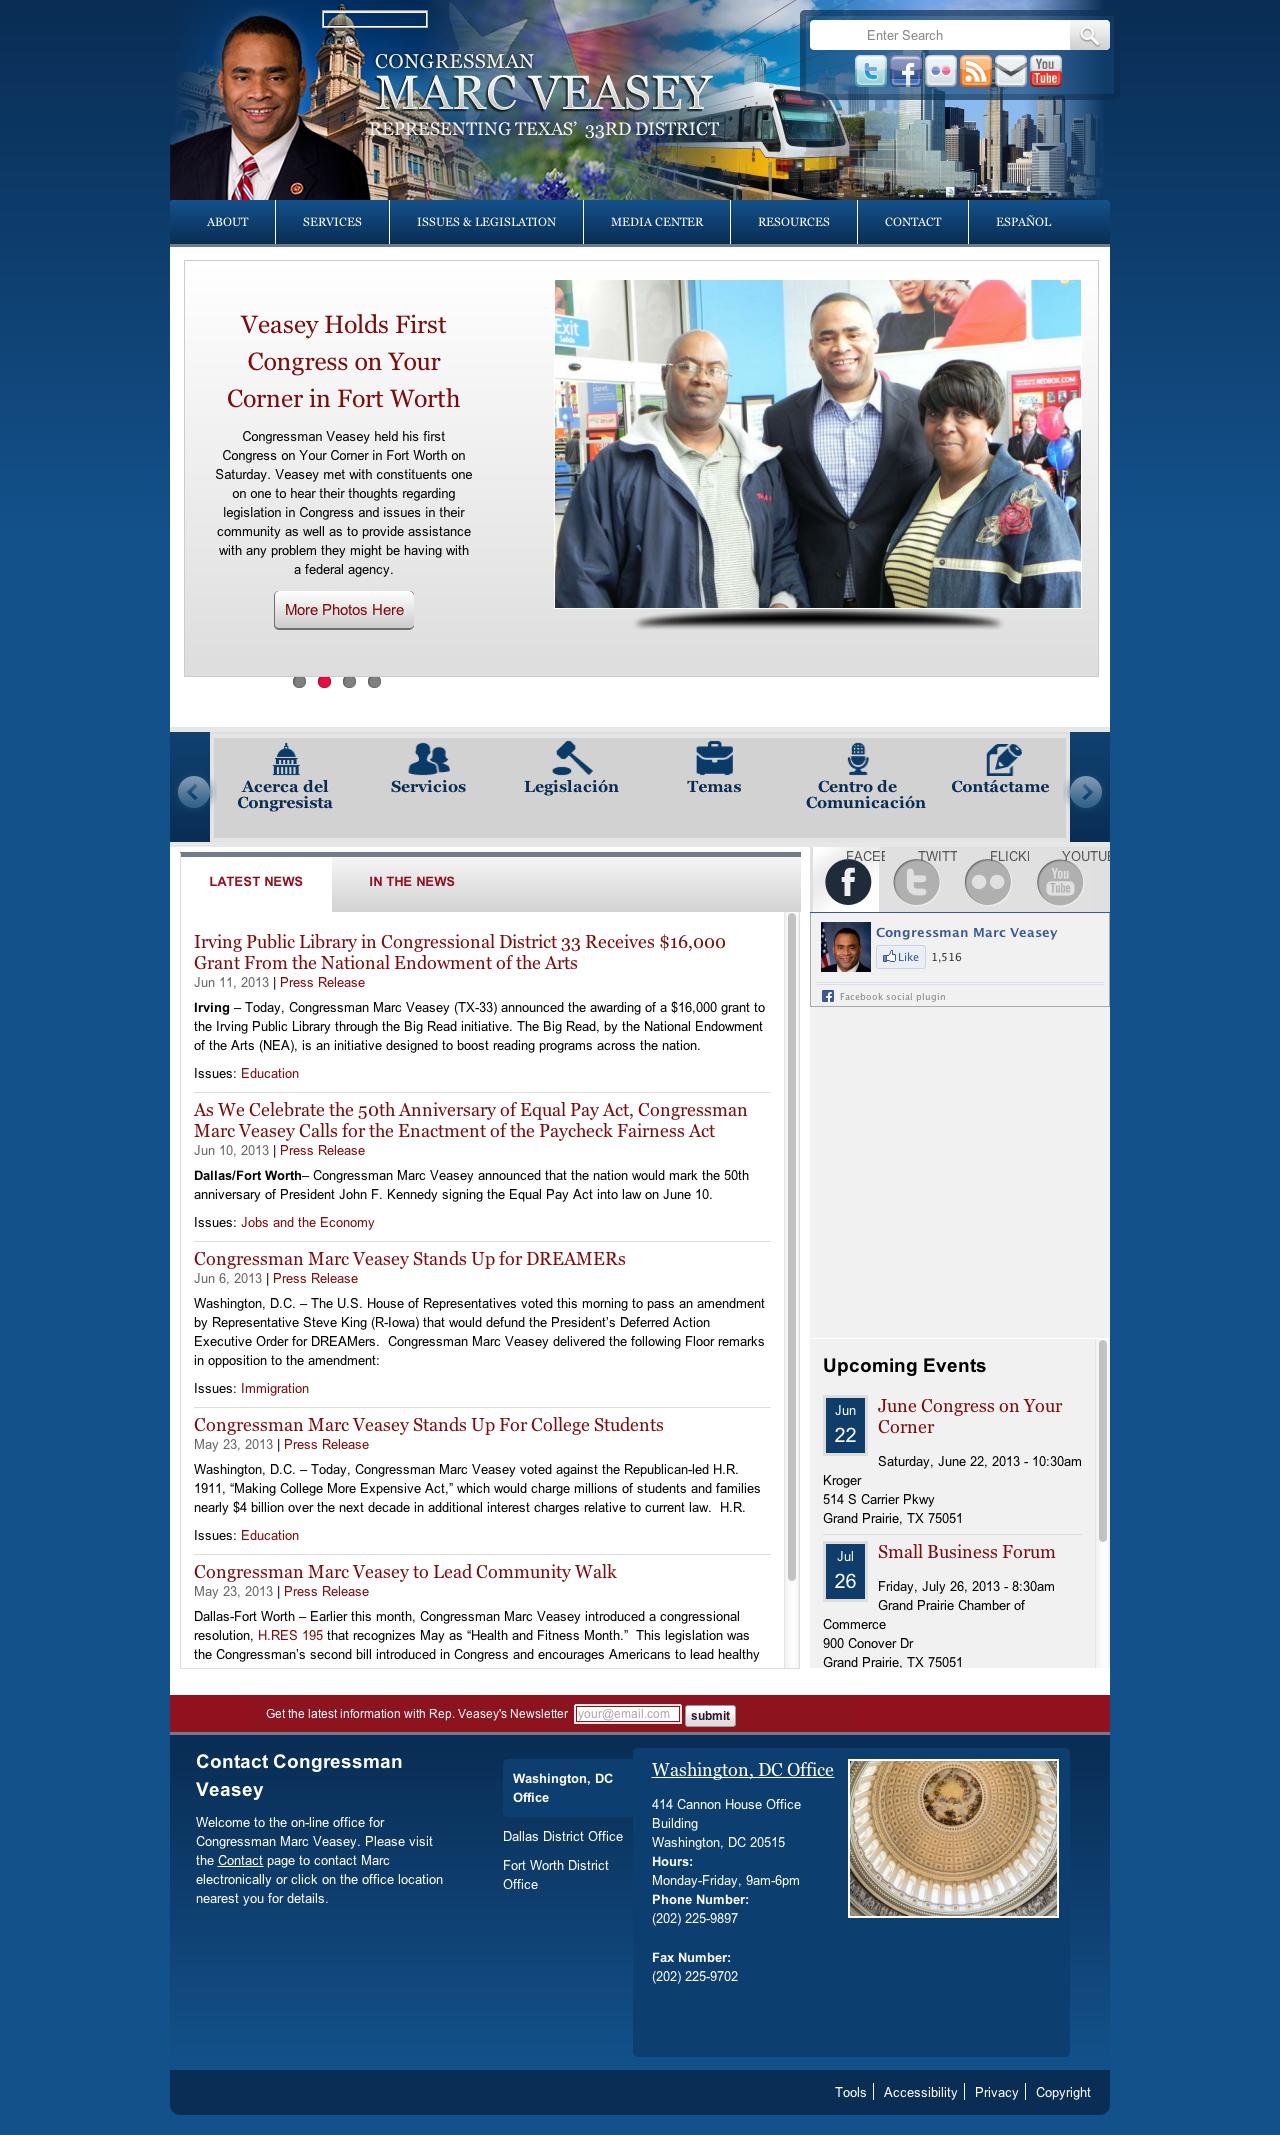 CONGRESSMAN
MARC VEASEY
REPRESENTING TEXAS' 33RD DISTRICT
Enter Search
You
Tube
ABOUT
SERVICES
ISSUES & LEGISLATION
MEDIA CENTER
RESOURCES
CONTACT
ESPAÑOL
Veasey Holds First
Congress on Your
Corner in Fort Worth
Congressman Veasey held his first
Congress on Your Corner in Fort Worth on
Saturday. Veasey met with constituents one
on one to hear their thoughts regarding
legislation in Congress and issues in their
community as well as to provide assistance
with any problem they might be having with
a federal agency.
More Photos Here
Exit
Salida
REDBOX.COM
Acerca del
Congresista
Servicios
Legislación
Temas
Centro de
Comunicación
Contáctame
LATEST NEWS
IN THE NEWS
Irving Public Library in Congressional District 33 Receives $16,000
Grant From the National Endowment of the Arts
Jun 11, 2013 | Press Release
Irving – Today, Congressman Marc Veasey (TX-33) announced the awarding of a $16,000 grant to
the Irving Public Library through the Big Read initiative. The Big Read, by the National Endowment
of the Arts (NEA), is an initiative designed to boost reading programs across the nation.
Issues: Education
As We Celebrate the 50th Anniversary of Equal Pay Act, Congressman
Marc Veasey Calls for the Enactment of the Paycheck Fairness Act
Jun 10, 2013 | Press Release
Dallas/Fort Worth– Congressman Marc Veasey announced that the nation would mark the 50th
anniversary of President John F. Kennedy signing the Equal Pay Act into law on June 10.
Issues: Jobs and the Economy
Congressman Marc Veasey Stands Up for DREAMERs
Jun 6, 2013 | Press Release
Washington, D.C. – The U.S. House of Representatives voted this morning to pass an amendment
by Representative Steve King (R-Iowa) that would defund the President's Deferred Action
Executive Order for DREAMers.  Congressman Marc Veasey delivered the following Floor remarks
in opposition to the amendment:
Issues: Immigration
Congressman Marc Veasey Stands Up For College Students
May 23, 2013 | Press Release
Washington, D.C. – Today, Congressman Marc Veasey voted against the Republican-led H.R.
1911, “Making College More Expensive Act,” which would charge millions of students and families
nearly $4 billion over the next decade in additional interest charges relative to current law.  H.R.
Issues: Education
Congressman Marc Veasey to Lead Community Walk
May 23, 2013 | Press Release
Dallas-Fort Worth – Earlier this month, Congressman Marc Veasey introduced a congressional
resolution, H.RES 195 that recognizes May as “Health and Fitness Month.”  This legislation was
the Congressman's second bill introduced in Congress and encourages Americans to lead healthy
FACEB
TWITT
FLICKI
YOUTUB
You
Tube
Congressman Marc Veasey
Like 1,516
Facebook social plugin
Upcoming Events
Jun
22
June Congress on Your
Corner
Saturday, June 22, 2013 - 10:30am
Kroger
514 S Carrier Pkwy
Grand Prairie, TX 75051
Jul
26
Small Business Forum
Friday, July 26, 2013 - 8:30am
Grand Prairie Chamber of
Commerce
900 Conover Dr
Grand Prairie, TX 75051
Get the latest information with Rep. Veasey's Newsletter your@email.com submit
Contact Congressman
Veasey
Welcome to the on-line office for
Congressman Marc Veasey. Please visit
the Contact page to contact Marc
electronically or click on the office location
nearest you for details.
Washington, DC
Office
Dallas District Office
Fort Worth District
Office
Washington, DC Office
414 Cannon House Office
Building
Washington, DC 20515
Hours:
Monday-Friday, 9am-6pm
Phone Number:
(202) 225-9897
Fax Number:
(202) 225-9702
Tools
Accessibility
Privacy
Copyright